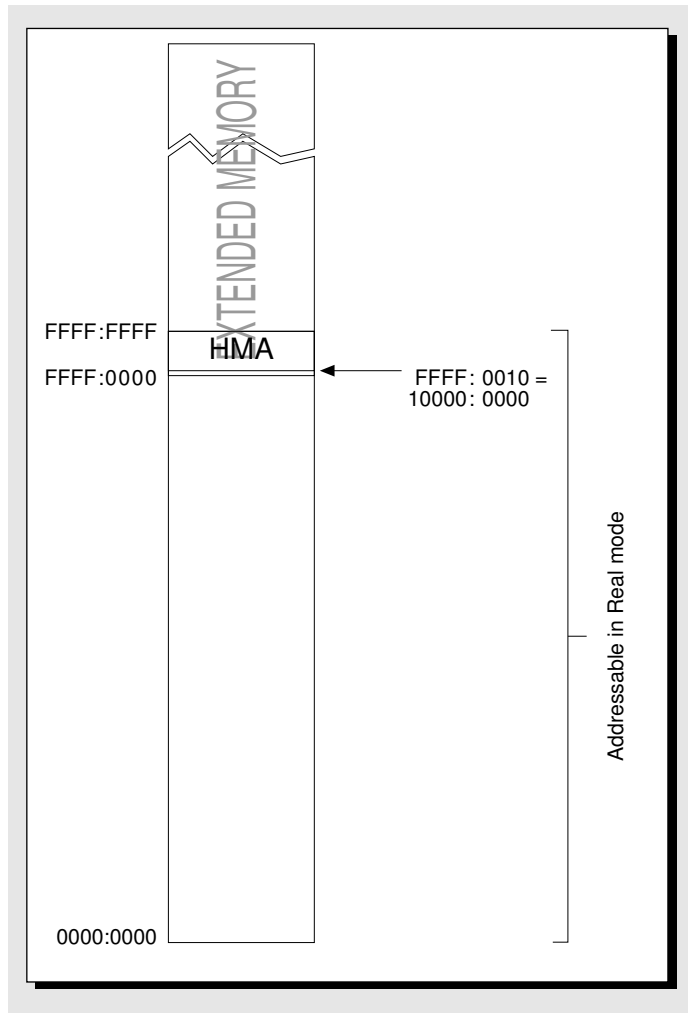 EXTENDED MEMORY
FFFF:FFFF
HMA
FFFF:0000
FFFF: 0010 =
10000: 0000
Addressable in Real mode
0000:0000